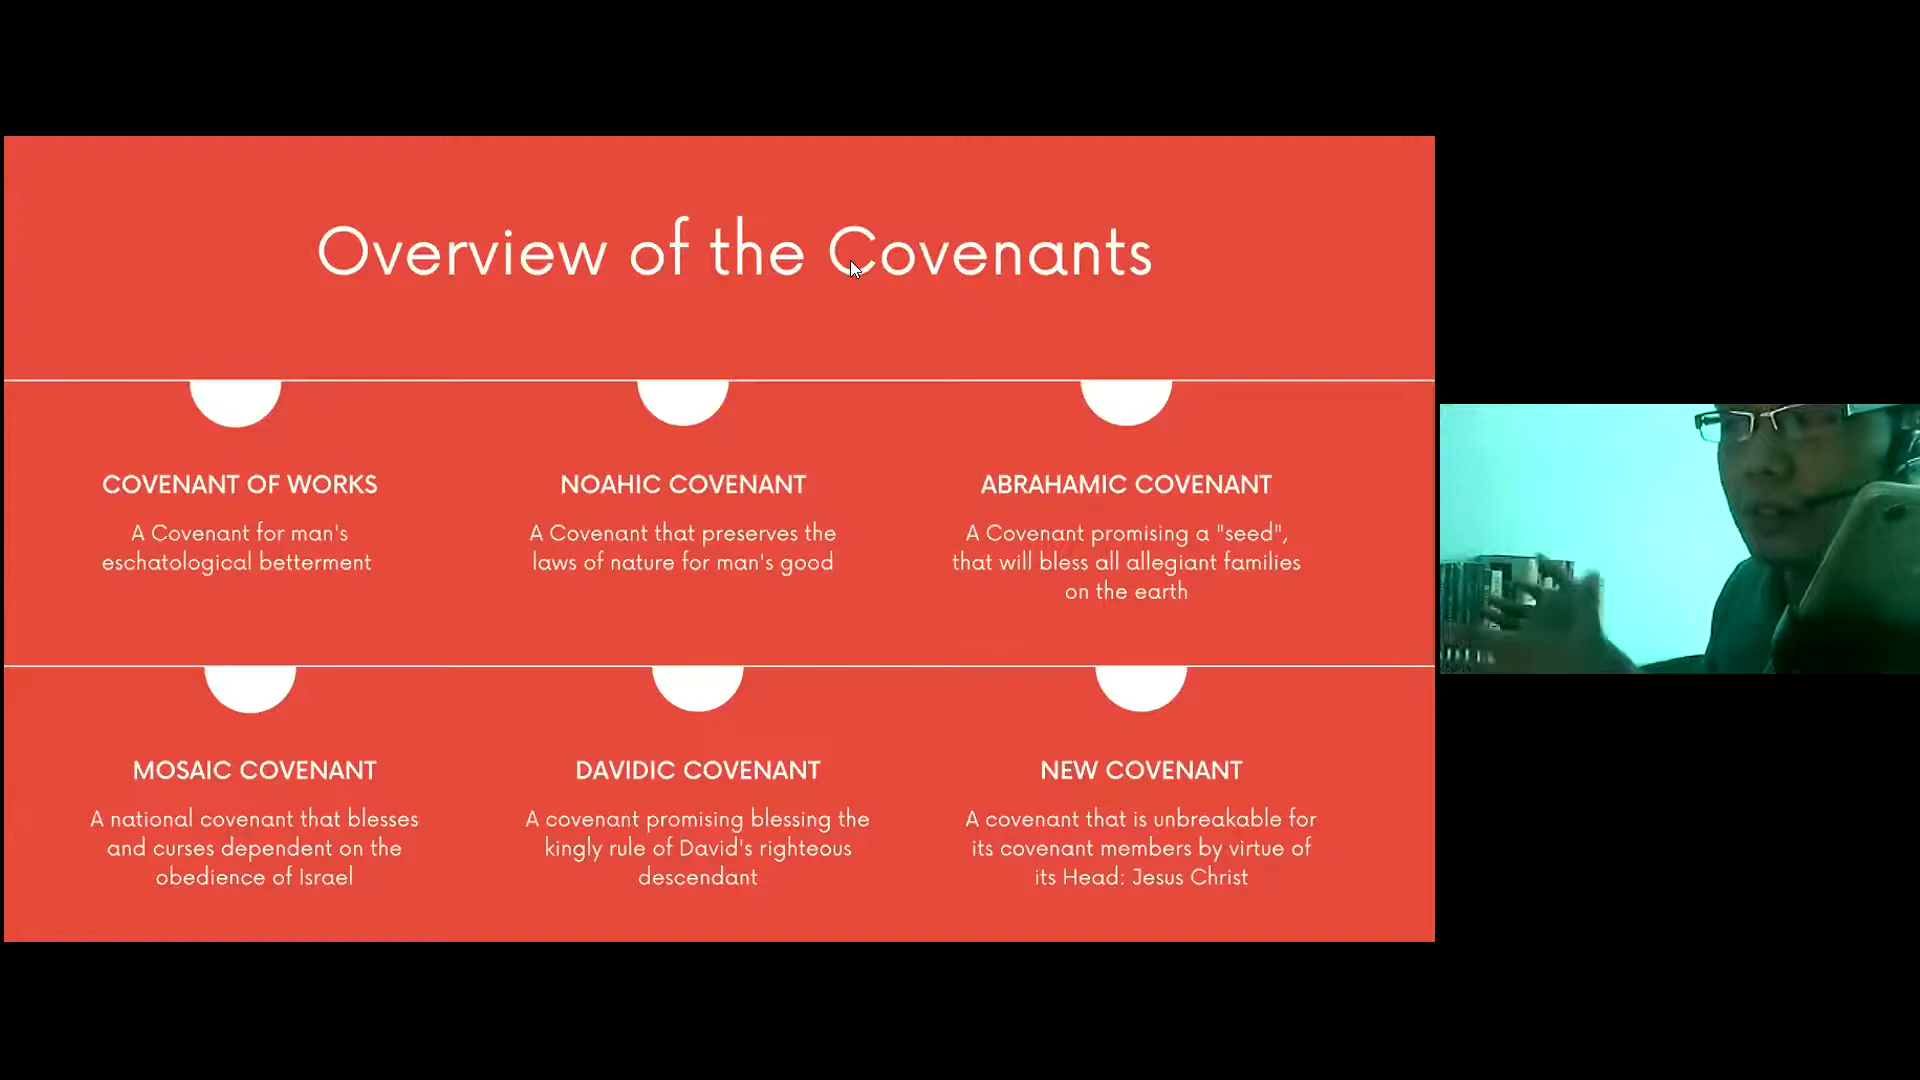 Overview of the Covenants
COVENANT OF WORKS
A Covenant for man's
eschatological betterment
NOAHIC COVENANT
A Covenant that preserves the
laws of nature for man's good
ABRAHAMIC COVENANT
A Covenant promising a "seed",
that will bless all allegiant families
on the earth
MOSAIC COVENANT
A national covenant that blesses
and curses dependent on the
obedience of Israel
DAVIDIC COVENANT
A covenant promising blessing the
kingly rule of David's righteous
descendant
NEW COVENANT
A covenant that is unbreakable for
its covenant members by virtue of
its Head: Jesus Christ